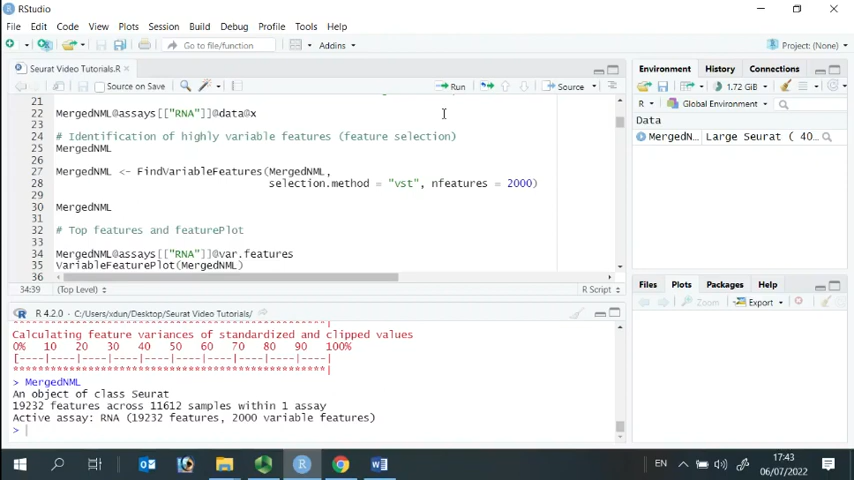 RStudio
File Edit Code View Plots Session Build Debug Profile Tools Help
Go to file/function
Addins
Project: (None)
Seurat Video Tutorials.R
Source on Save
Run
Source
21
22 MergedNML@assays[["RNA"]]@data@x
23
24 # Identification of highly variable features (feature selection)
25 MergedNML
26
27 MergedNML <- FindVariableFeatures(MergedNML,
28 selection.method = "vst", nfeatures = 2000)
29
30 MergedNML
31
32 # Top features and featurePlot
33
34 MergedNML@assays[["RNA"]]@var.features
35 VariableFeaturePlot(MergedNML)
36
34:39 (Top Level) R Script
R 4.2.0 · C:/Users/xdun/Desktop/Seurat Video Tutorials/
Calculating feature variances of standardized and clipped values
0% 10 20 30 40 50 60 70 80 90 100%
[----|----|----|----|----|----|----|----|----|----|
**************************************************|
> MergedNML
An object of class Seurat
19232 features across 11612 samples within 1 assay
Active assay: RNA (19232 features, 2000 variable features)
>
Environment History Connections
1.72 GiB
R Global Environment
Data
MergedN... Large Seurat ( 40...
Files Plots Packages Help
Zoom Export
EN
17:43
06/07/2022